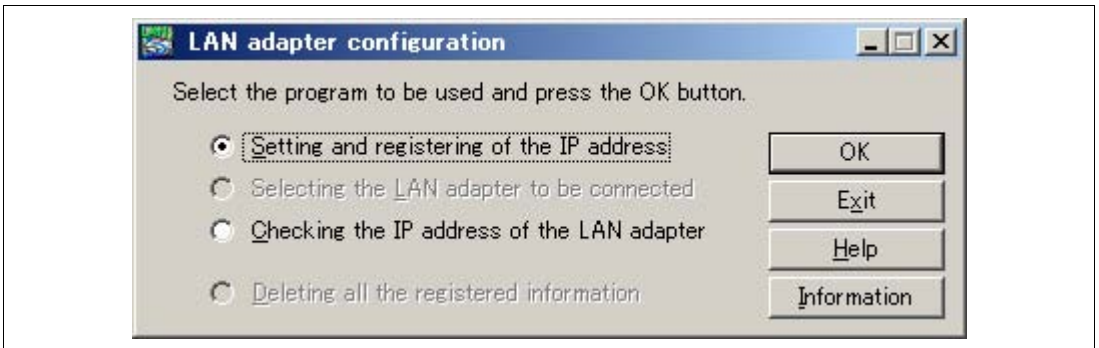 LAN adapter configuration
Select the program to be used and press the OK button.
Setting and registering of the IP address
Selecting the LAN adapter to be connected
Checking the IP address of the LAN adapter
Deleting all the registered information
OK
Exit
Help
Information